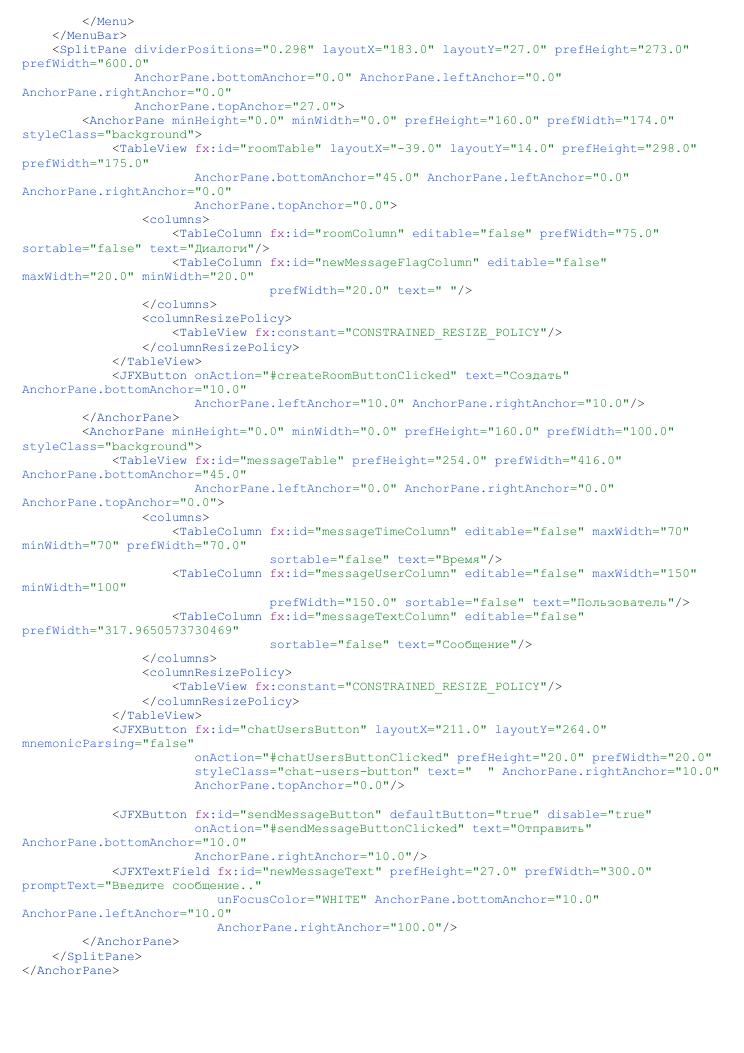 </Menu>
</MenuBar>
<SplitPane dividerPositions="0.298" layoutX="183.0" layoutY="27.0" prefHeight="273.0"
prefWidth="600.0"
AnchorPane.bottomAnchor="0.0" AnchorPane.leftAnchor="0.0"
AnchorPane.rightAnchor="0.0"
AnchorPane.topAnchor="27.0">
<AnchorPane minHeight="0.0" minWidth="0.0" prefHeight="160.0" prefWidth="174.0"
styleClass="background">
<TableView fx:id="roomTable" layoutX="-39.0" layoutY="14.0" prefHeight="298.0"
prefWidth="175.0"
AnchorPane.bottomAnchor="45.0" AnchorPane.leftAnchor="0.0"
AnchorPane.rightAnchor="0.0"
AnchorPane.topAnchor="0.0">
<columns>
<TableColumn fx:id="roomColumn" editable="false" prefWidth="75.0"
sortable="false" text="Диалоги"/>
<TableColumn fx:id="newMessageFlagColumn" editable="false"
maxWidth="20.0" minWidth="20.0"
prefWidth="20.0" text=" "/>
</columns>
<columnResizePolicy>
<TableView fx:constant="CONSTRAINED_RESIZE_POLICY"/>
</columnResizePolicy>
</TableView>
<JFXButton onAction="#createRoomButtonClicked" text="Создать"
AnchorPane.bottomAnchor="10.0"
AnchorPane.leftAnchor="10.0" AnchorPane.rightAnchor="10.0"/>
</AnchorPane>
<AnchorPane minHeight="0.0" minWidth="0.0" prefHeight="160.0" prefWidth="100.0"
styleClass="background">
<TableView fx:id="messageTable" prefHeight="254.0" prefWidth="416.0"
AnchorPane.bottomAnchor="45.0"
AnchorPane.leftAnchor="0.0" AnchorPane.rightAnchor="0.0"
AnchorPane.topAnchor="0.0">
<columns>
<TableColumn fx:id="messageTimeColumn" editable="false" maxWidth="70"
minWidth="70" prefWidth="70.0"
sortable="false" text="Время"/>
<TableColumn fx:id="messageUserColumn" editable="false" maxWidth="150"
minWidth="100"
prefWidth="150.0" sortable="false" text="Пользователь"/>
<TableColumn fx:id="messageTextColumn" editable="false"
prefWidth="317.9650573730469"
sortable="false" text="Сообщение"/>
</columns>
<columnResizePolicy>
<TableView fx:constant="CONSTRAINED_RESIZE_POLICY"/>
</columnResizePolicy>
</TableView>
<JFXButton fx:id="chatUsersButton" layoutX="211.0" layoutY="264.0"
mnemonicParsing="false"
onAction="#chatUsersButtonClicked" prefHeight="20.0" prefWidth="20.0"
styleClass="chat-users-button" text="  " AnchorPane.rightAnchor="10.0"
AnchorPane.topAnchor="0.0"/>
<JFXButton fx:id="sendMessageButton" defaultButton="true" disable="true"
onAction="#sendMessageButtonClicked" text="Отправить"
AnchorPane.bottomAnchor="10.0"
AnchorPane.rightAnchor="10.0"/>
<JFXTextField fx:id="newMessageText" prefHeight="27.0" prefWidth="300.0"
promptText="Введите сообщение.."
unFocusColor="WHITE" AnchorPane.bottomAnchor="10.0"
AnchorPane.leftAnchor="10.0"
AnchorPane.rightAnchor="100.0"/>
</AnchorPane>
</SplitPane>
</AnchorPane>